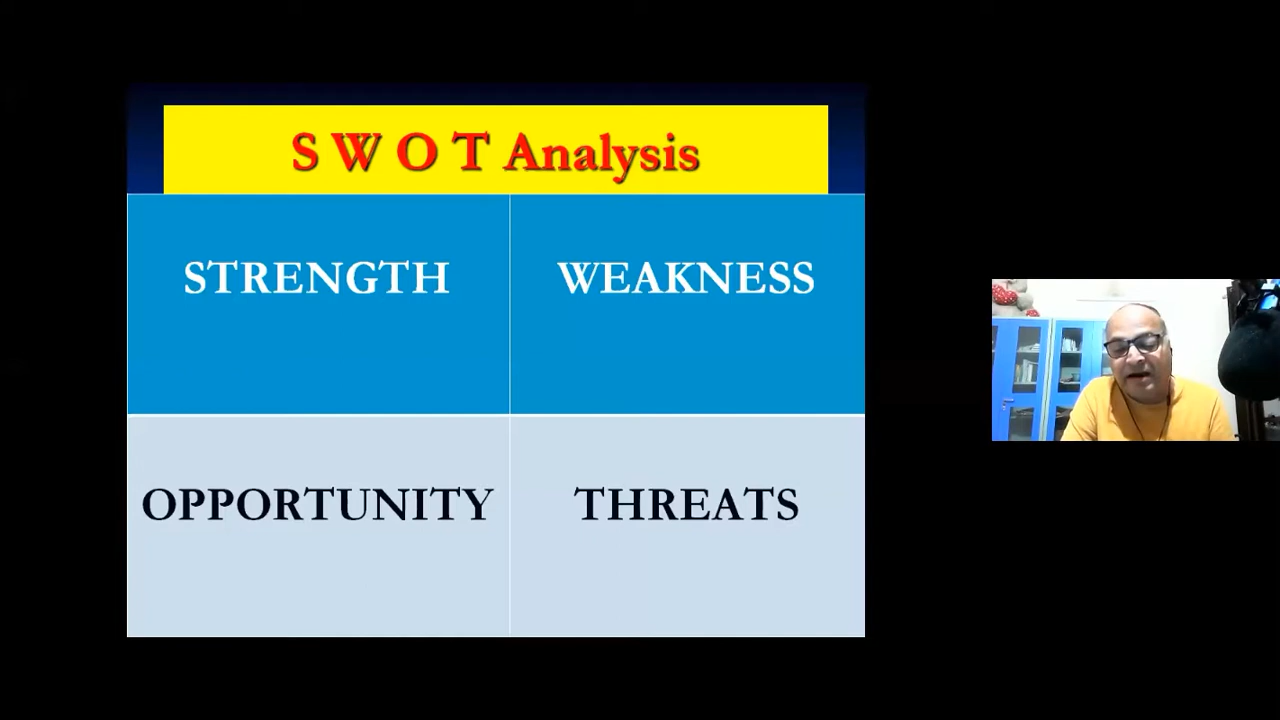 S W O T Analysis
STRENGTH
WEAKNESS
OPPORTUNITY
THREATS